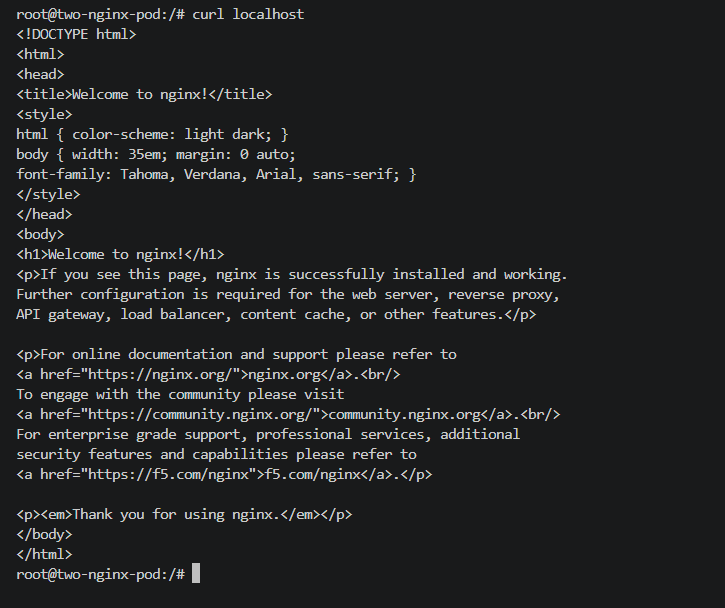 root@two-nginx-pod:/# curl localhost
<!DOCTYPE html>
<html>
<head>
<title>Welcome to nginx!</title>
<style>
html { color-scheme: light dark; }
body { width: 35em; margin: 0 auto;
font-family: Tahoma, Verdana, Arial, sans-serif; }
</style>
</head>
<body>
<h1>Welcome to nginx!</h1>
<p>If you see this page, nginx is successfully installed and working.
Further configuration is required for the web server, reverse proxy,
API gateway, load balancer, content cache, or other features.</p>

<p>For online documentation and support please refer to
<a href="https://nginx.org/">nginx.org</a>.<br/>
To engage with the community please visit
<a href="https://community.nginx.org/">community.nginx.org</a>.<br/>
For enterprise grade support, professional services, additional
security features and capabilities please refer to
<a href="https://f5.com/nginx">f5.com/nginx</a>.</p>

<p><em>Thank you for using nginx.</em></p>
</body>
</html>
root@two-nginx-pod:/#